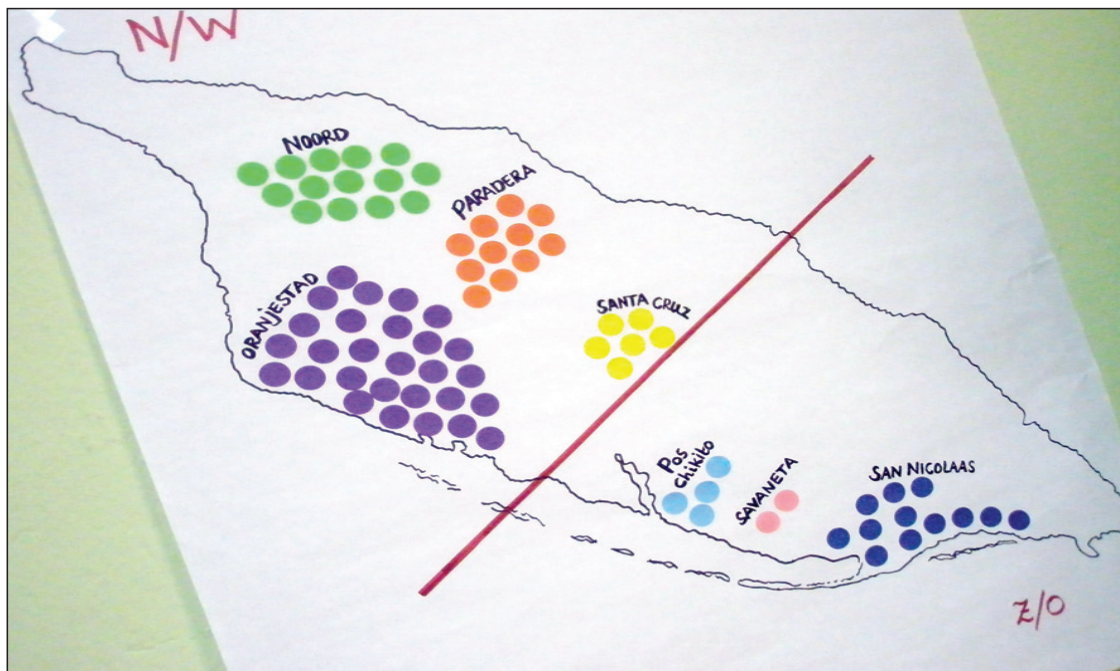 N/W
NOORD
PARADERA
ORANJESTAD
SANTA CRUZ
POS
Chikito
SAVANETA
SAN NICOLAAS
Z/O